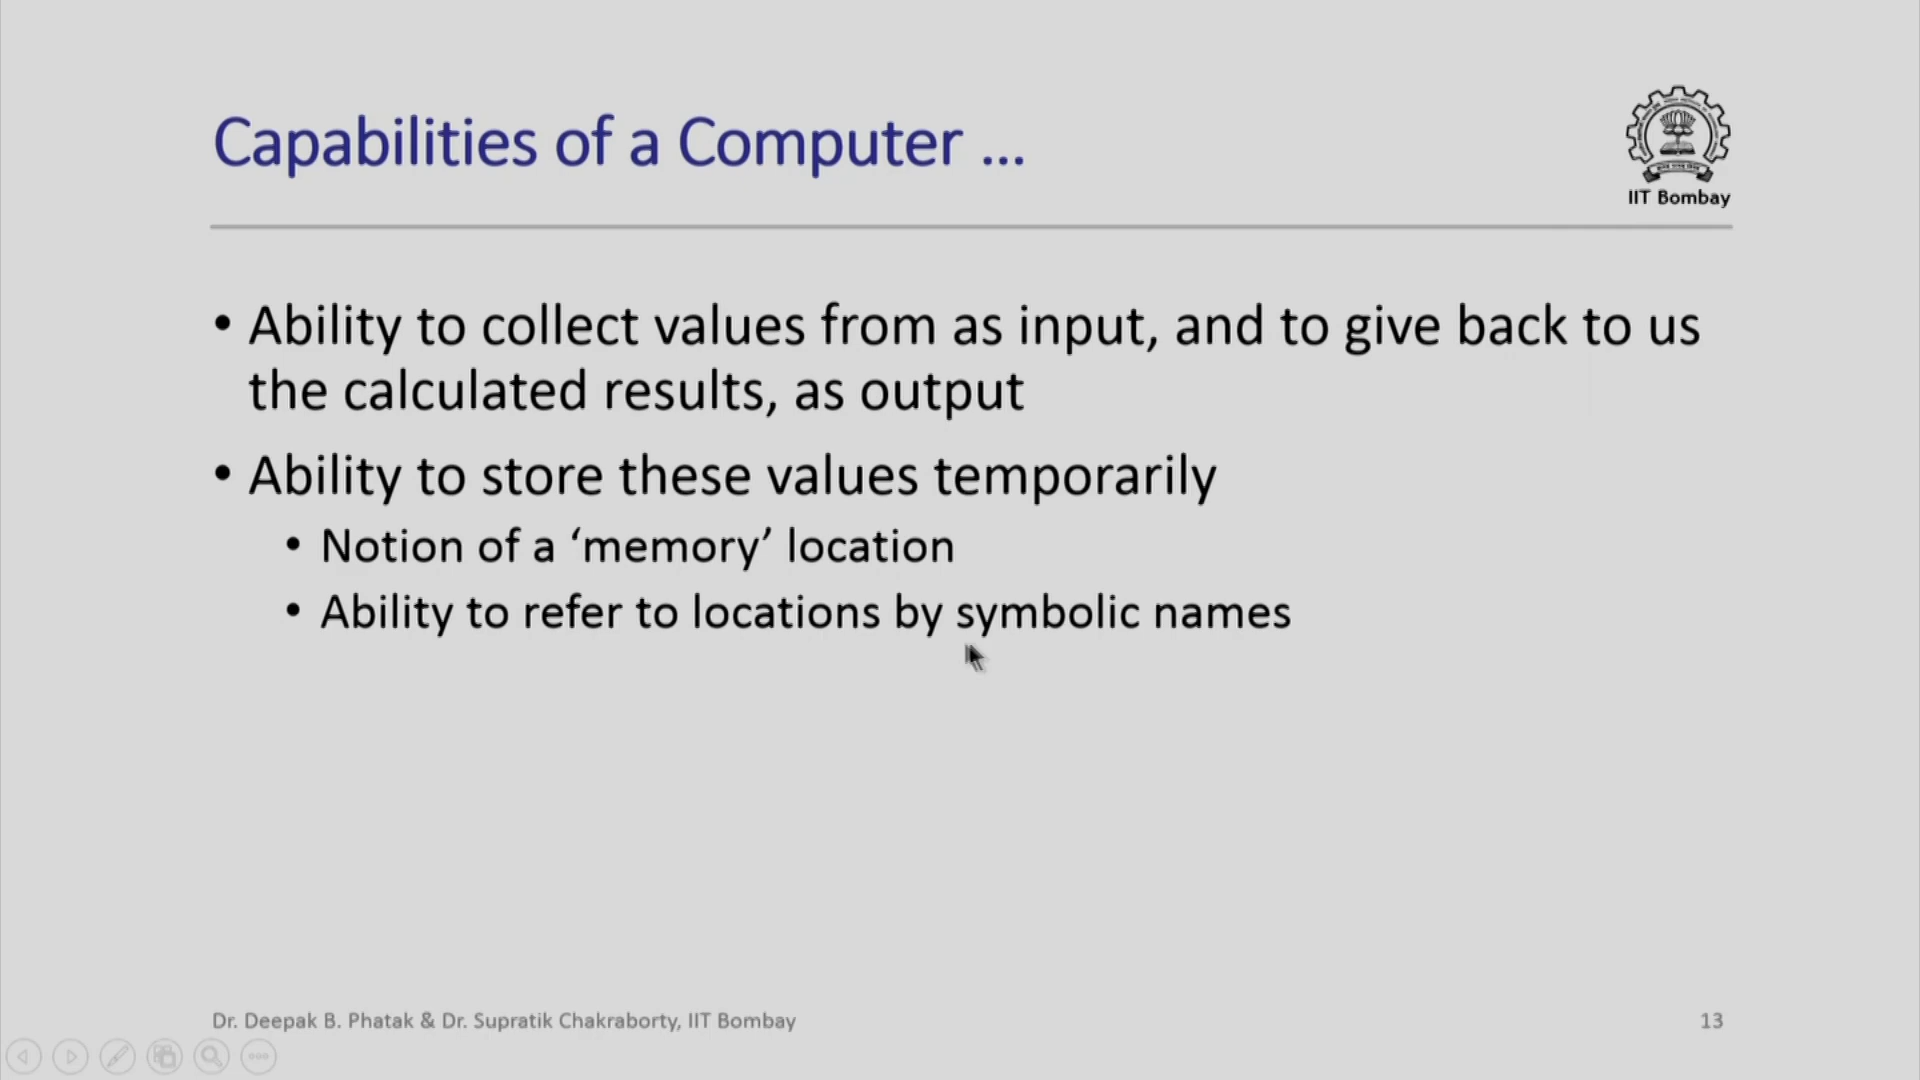 Capabilities of a Computer ...
IIT Bombay
• Ability to collect values from as input, and to give back to us
the calculated results, as output
• Ability to store these values temporarily
• Notion of a ‘memory’ location
• Ability to refer to locations by symbolic names
Dr. Deepak B. Phatak & Dr. Supratik Chakraborty, IIT Bombay
13